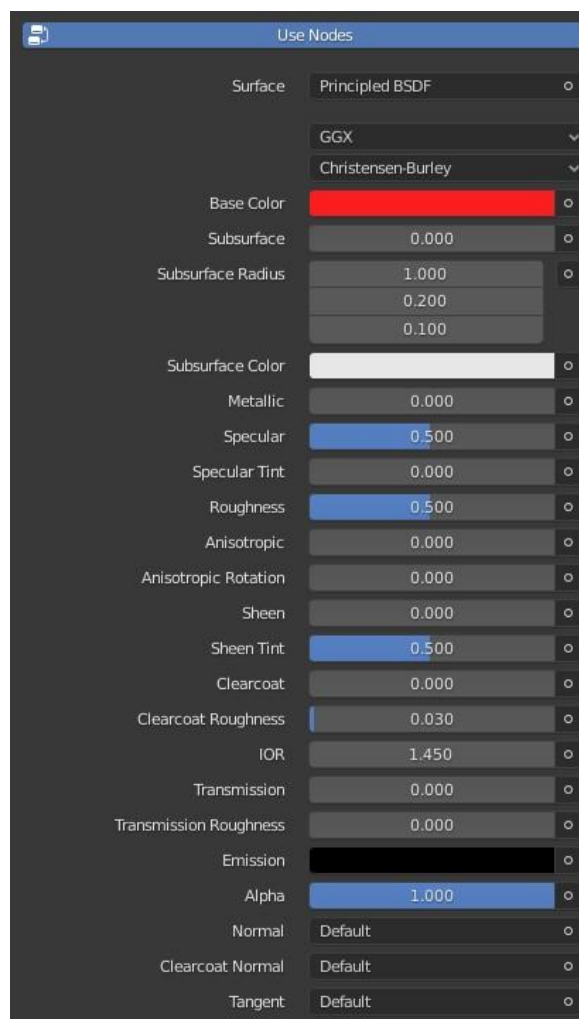 Use Nodes
Surface Principled BSDF
GGX
Christensen-Burley
Base Color
Subsurface 0.000
Subsurface Radius 1.000
0.200
0.100
Subsurface Color
Metallic 0.000
Specular 0.500
Specular Tint 0.000
Roughness 0.500
Anisotropic 0.000
Anisotropic Rotation 0.000
Sheen 0.000
Sheen Tint 0.500
Clearcoat 0.000
Clearcoat Roughness 0.030
IOR 1.450
Transmission 0.000
Transmission Roughness 0.000
Emission
Alpha 1.000
Normal Default
Clearcoat Normal Default
Tangent Default